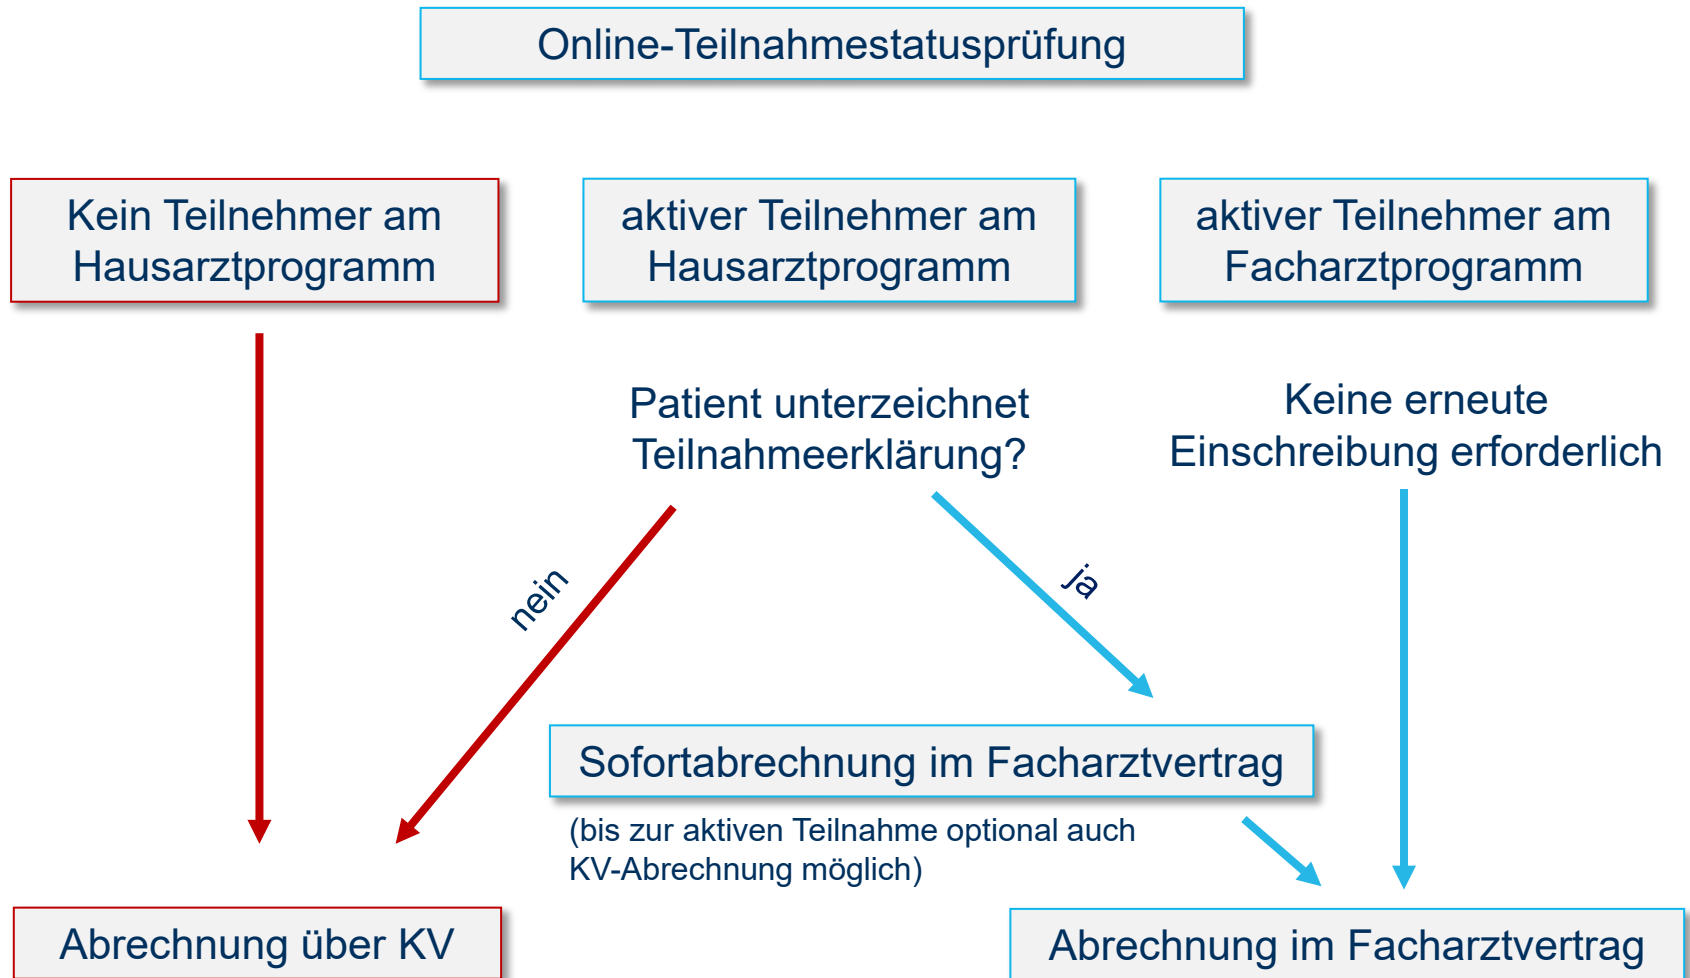 Online-Teilnahmestatusprüfung
Kein Teilnehmer am
Hausarztprogramm
aktiver Teilnehmer am
Hausarztprogramm
aktiver Teilnehmer am
Facharztprogramm
Patient unterzeichnet
Teilnahmeerklärung?
Keine erneute
Einschreibung erforderlich
nein
ja
Sofortabrechnung im Facharztvertrag
(bis zur aktiven Teilnahme optional auch
KV-Abrechnung möglich)
Abrechnung über KV
Abrechnung im Facharztvertrag